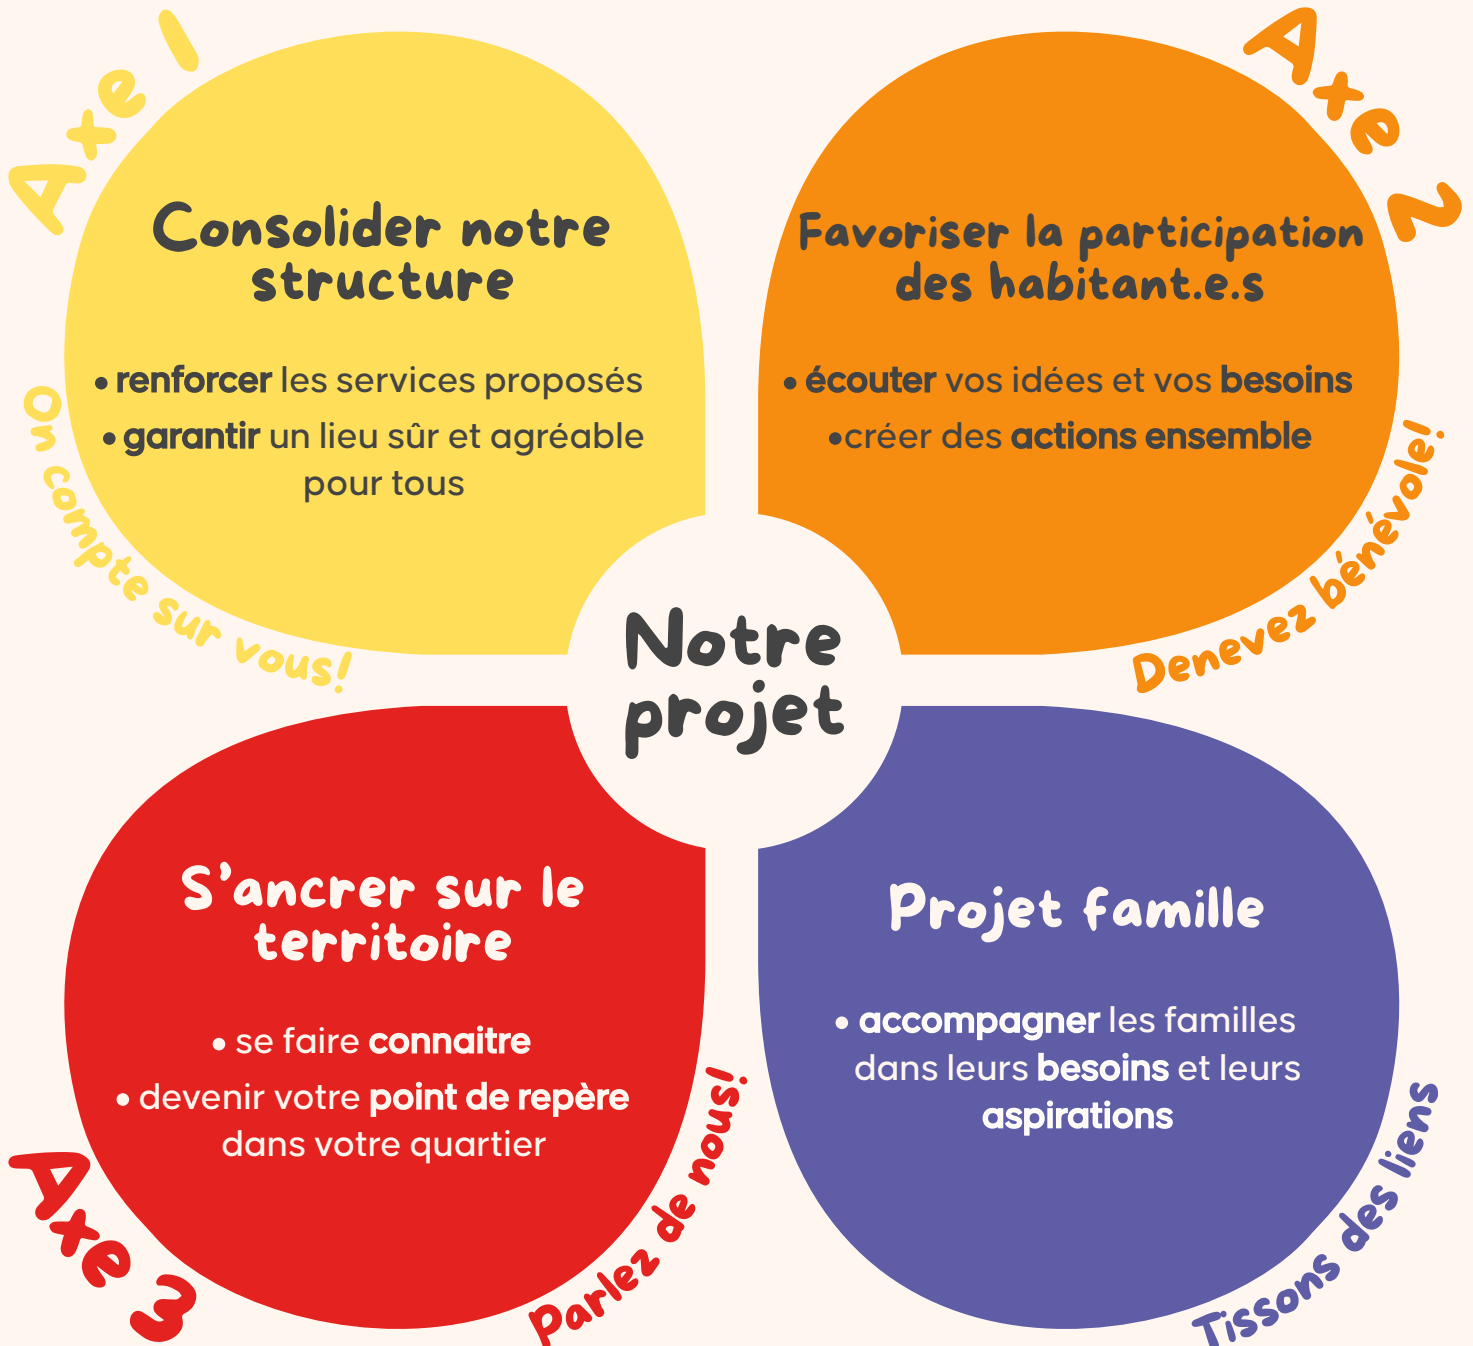 Axe 1
Consolider notre
structure
• renforcer les services proposés
• garantir un lieu sûr et agréable
pour tous
On compte sur vous!
Axe 2
Favoriser la participation
des habitant.e.s
• écouter vos idées et vos besoins
•créer des actions ensemble
Denevez bénévole!
Notre
projet
S'ancrer sur le
territoire
• se faire connaitre
• devenir votre point de repère
dans votre quartier
Axe 3
Parlez de nous!
Projet famille
• accompagner les familles
dans leurs besoins et leurs
aspirations
Tissons des liens